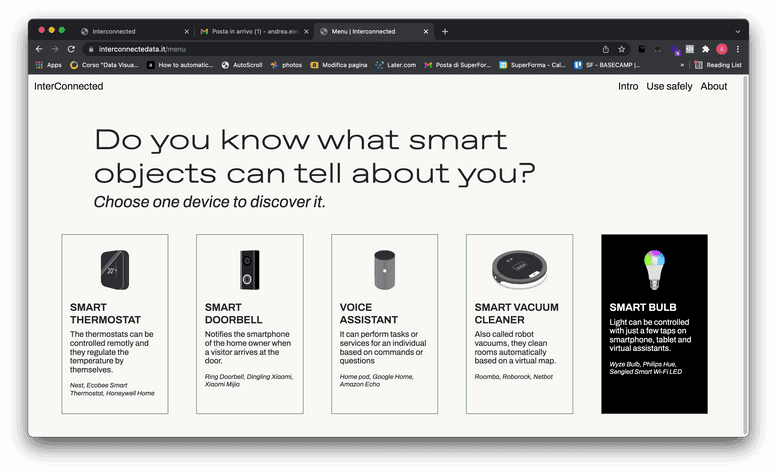 Interconnected
Posta in arrivo (1) - andrea.ele
Menu | Interconnected
interconnectedata.it/menu
A
Apps
Corso "Data Visua...
How to automatic...
AutoScroll
photos
Modifica pagina
Later.com
Posta di SuperFor...
SuperForma - Cal...
SF - BASECAMP |...
»
Reading List
InterConnected
Intro
Use safely
About
Do you know what smart
objects can tell about you?
Choose one device to discover it.
20°
SMART
THERMOSTAT
The thermostats can be
controlled remotly and
they regulate the
temperature by
themselves.
Nest, Ecobee Smart
Thermostat, Honeywell Home
SMART
DOORBELL
Notifies the smartphone
of the home owner when
a visitor arrives at the
door.
Ring Doorbell, Dingling Xiaomi,
Xiaomi Mijia
VOICE
ASSISTANT
It can perform tasks or
services for an individual
based on commands or
questions
Home pod, Google Home,
Amazon Echo
SMART VACUUM
CLEANER
Also called robot
vacuums, they clean
rooms automatically
based on a virtual map.
Roomba, Roborock, Netbot
SMART BULB
Light can be controlled
with just a few taps on
smartphone, tablet and
virtual assistants.
Wyze Bulb, Philips Hue,
Sengled Smart Wi-Fi LED